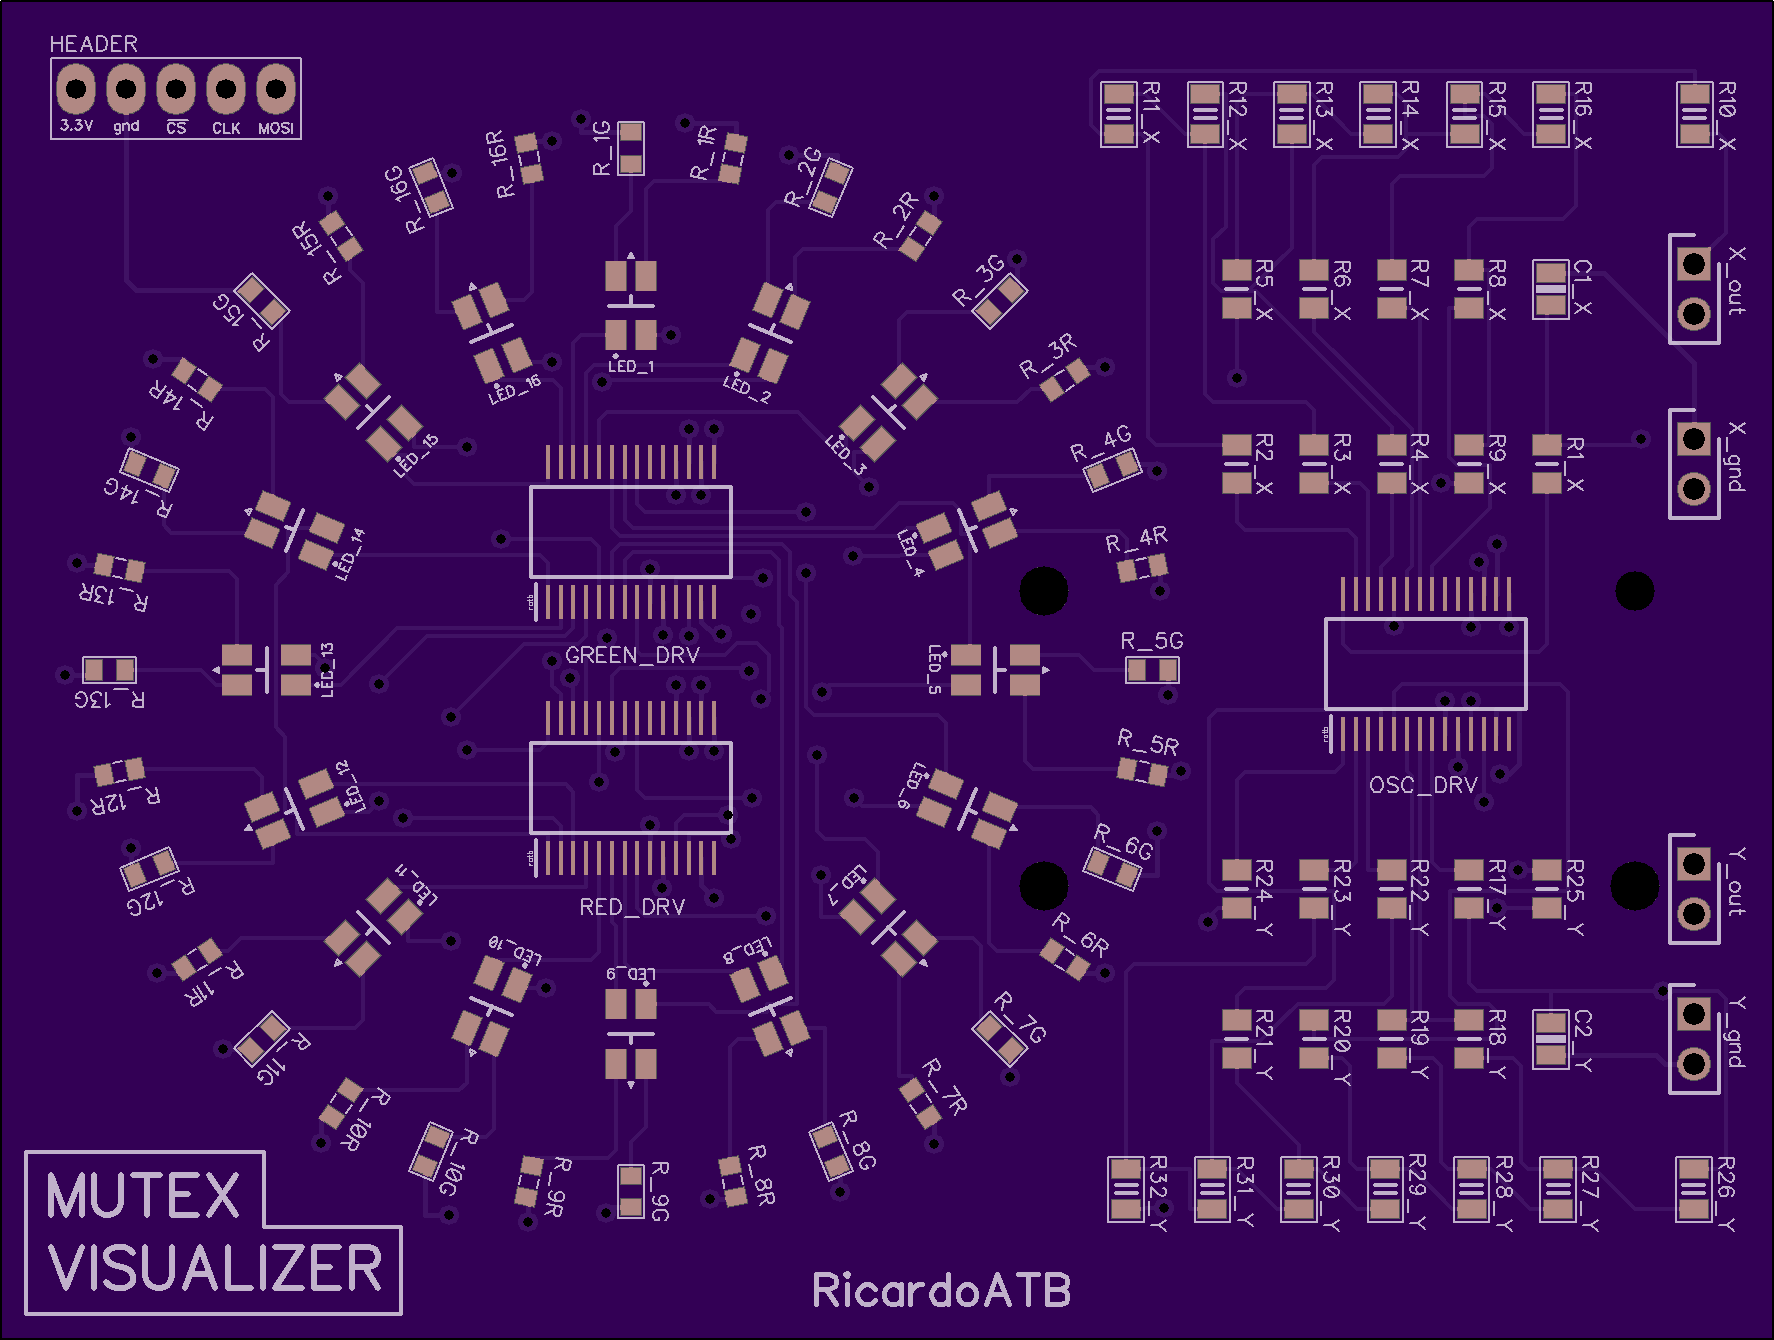 HEADER
3.3V gnd CS CLK MOSI
R_16G
R_16R
R_1G
R_1R
R_2G
R_2R
R_3G
R_3R
R_4G
R_4R
R_5G
R_5R
R_6G
R_6R
R_7G
R_7R
R_8G
R_8R
R_9G
R_9R
R_10G
R_10R
R_11G
R_11R
R_12G
R_12R
R_13G
R_13R
R_14G
R_14R
R_15G
R_15R
LED_1
LED_2
LED_3
LED_4
LED_5
LED_6
LED_7
LED_8
LED_9
LED_10
LED_11
LED_12
LED_13
LED_14
LED_15
LED_16
rotb
GREEN_DRV
rotb
RED_DRV
R11_X
R12_X
R13_X
R14_X
R15_X
R16_X
R10_X
R5_X
R6_X
R7_X
R8_X
C1_X
X_out
R2_X
R3_X
R4_X
R9_X
R1_X
X_gnd
rotb
OSC_DRV
R24_Y
R23_Y
R22_Y
R17_Y
R25_Y
Y_out
R21_Y
R20_Y
R19_Y
R18_Y
C2_Y
Y_gnd
R32_Y
R31_Y
R30_Y
R29_Y
R28_Y
R27_Y
R26_Y
MUTEX
VISUALIZER
RicardoATB